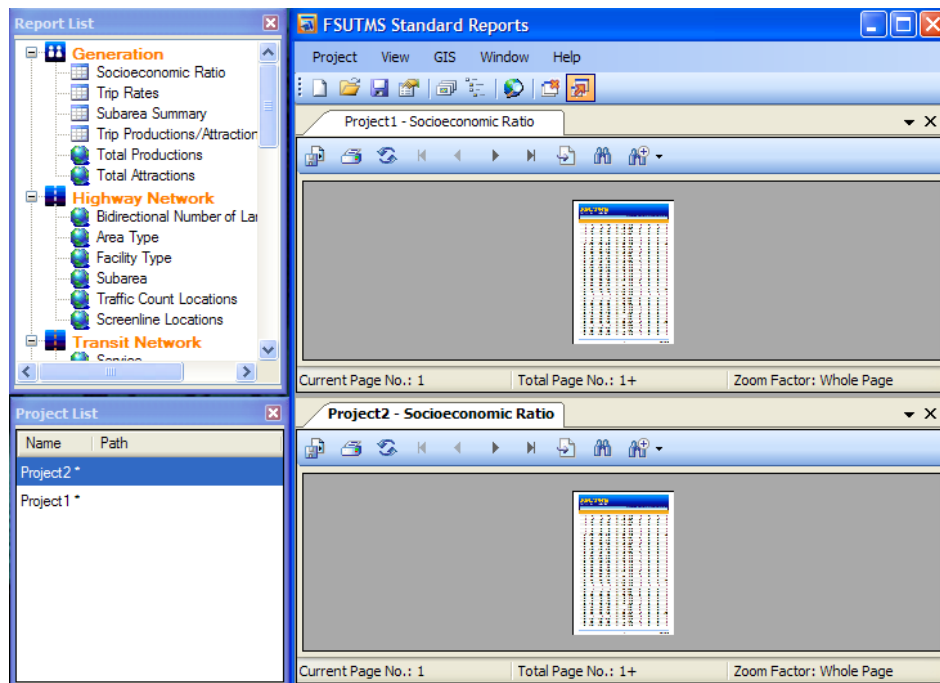 Report List
Generation
Socioeconomic Ratio
Trip Rates
Subarea Summary
Trip Productions/Attraction
Total Productions
Total Attractions
Highway Network
Bidirectional Number of Lar
Area Type
Facility Type
Subarea
Traffic Count Locations
Screenline Locations
Transit Network
Service
Project List
Name Path
Project2 *
Project1 *
FSUTMS Standard Reports
Project View GIS Window Help
Project1 - Socioeconomic Ratio
Current Page No.: 1 Total Page No.: 1+ Zoom Factor: Whole Page
Project2 - Socioeconomic Ratio
Current Page No.: 1 Total Page No.: 1+ Zoom Factor: Whole Page